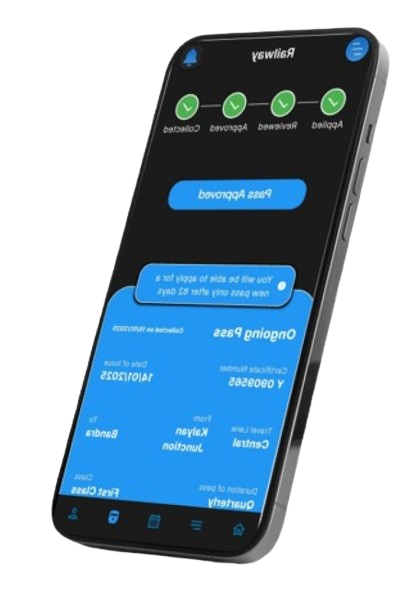 Railway
Applied Reviewed Approved Collected
Pass Approved
You will be able to apply for a
new pass only after 82 days
Ongoing Pass Collected on 15/01/2025
Certificate Number Date of Issue
Y 0909565 14/01/2025
Travel Lane From To
Central Kalyan Junction Bandra
Duration of pass Class
Quarterly First Class